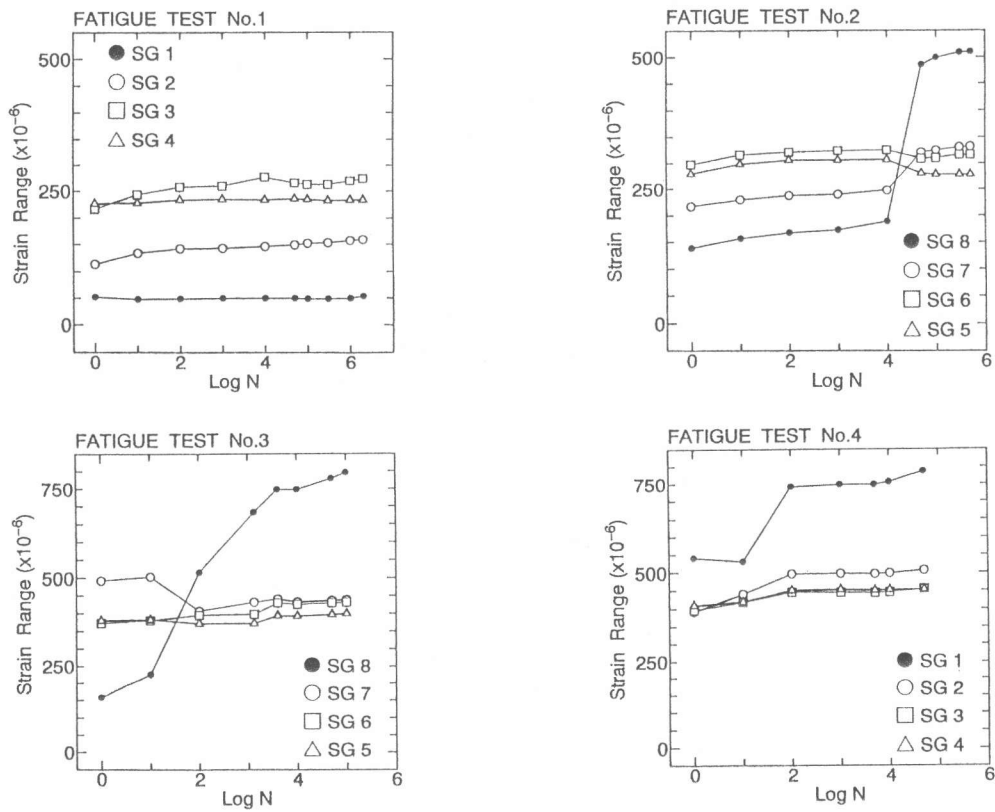 FATIGUE TEST No.1
500
250
0
Strain Range (x10⁻⁶)
SG 1
SG 2
SG 3
SG 4
0 2 4 6
Log N
FATIGUE TEST No.2
500
250
0
Strain Range (x10⁻⁶)
SG 8
SG 7
SG 6
SG 5
0 2 4 6
Log N
FATIGUE TEST No.3
750
500
250
0
Strain Range (x10⁻⁶)
SG 8
SG 7
SG 6
SG 5
0 2 4 6
Log N
FATIGUE TEST No.4
750
500
250
0
Strain Range (x10⁻⁶)
SG 1
SG 2
SG 3
SG 4
0 2 4 6
Log N